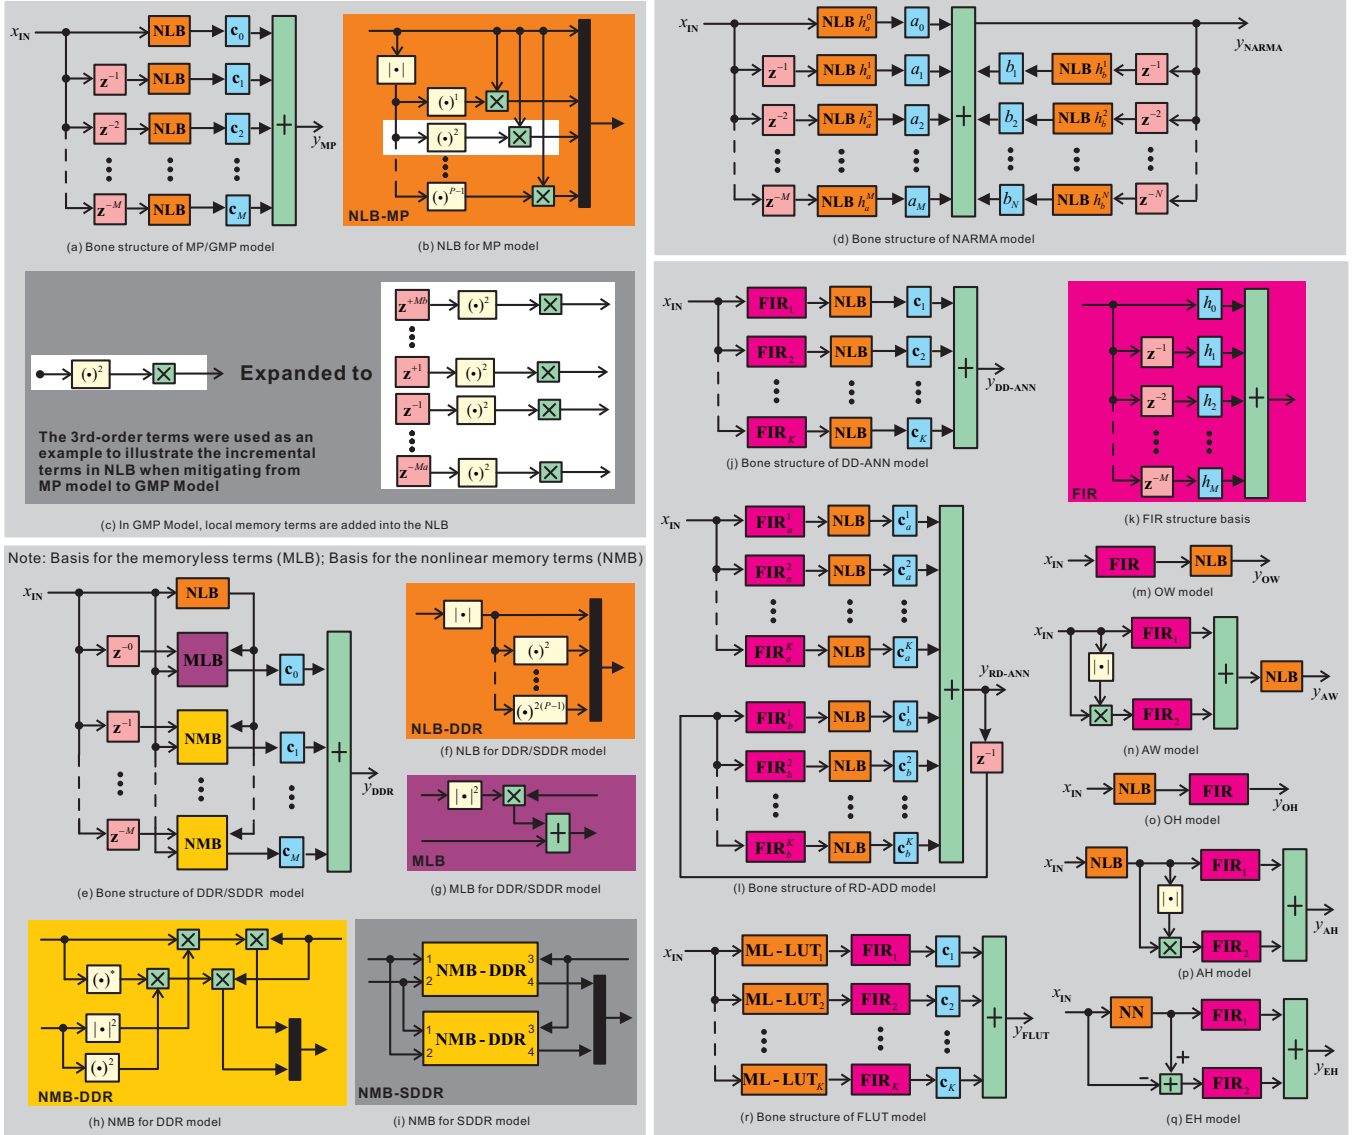 x_IN NLB c_0
z^{-1} NLB c_1
z^{-2} NLB c_2
+
y_MP
z^{-M} NLB c_M
(a) Bone structure of MP/GMP model
|•|
(•)^1 ×
(•)^2 ×
(•)^{P-1} ×
NLB-MP
(b) NLB for MP model
(•)^2 ×
Expanded to
z^{+Mb} (•)^2 ×
z^{+1} (•)^2 ×
z^{-1} (•)^2 ×
z^{-Ma} (•)^2 ×
The 3rd-order terms were used as an
example to illustrate the incremental
terms in NLB when mitigating from
MP model to GMP Model
(c) In GMP Model, local memory terms are added into the NLB
x_IN NLB h_a^0 a_0
y_NARMA
z^{-1} NLB h_a^1 a_1 b_1 NLB h_b^1 z^{-1}
z^{-2} NLB h_a^2 a_2 + b_2 NLB h_b^2 z^{-2}
z^{-M} NLB h_a^M a_M b_N NLB h_b^N z^{-N}
(d) Bone structure of NARMA model
Note: Basis for the memoryless terms (MLB); Basis for the nonlinear memory terms (NMB)
x_IN NLB
z^{-0} MLB c_0
z^{-1} NMB c_1
+
y_DDR
z^{-M} NMB c_M
(e) Bone structure of DDR/SDDR model
|•|
(•)^2
(•)^{2(P-1)}
NLB-DDR
(f) NLB for DDR/SDDR model
|•|^2 ×
+
MLB
(g) MLB for DDR/SDDR model
× ×
(•)^* × ×
|•|^2
(•)^2
NMB-DDR
(h) NMB for DDR model
1 NMB-DDR 3
2 4
1 NMB-DDR 3
2 4
NMB-SDDR
(i) NMB for SDDR model
x_IN FIR_1 NLB c_1
FIR_2 NLB c_2
+
y_DD-ANN
FIR_K NLB c_K
(j) Bone structure of DD-ANN model
h_0
z^{-1} h_1
z^{-2} h_2
+
z^{-M} h_M
FIR
(k) FIR structure basis
x_IN FIR_a^1 NLB c_a^1
FIR_a^2 NLB c_a^2
FIR_a^K NLB c_a^K
+
y_RD-ANN
FIR_b^1 NLB c_b^1
FIR_b^2 NLB c_b^2
z^{-1}
FIR_b^K NLB c_b^K
(l) Bone structure of RD-ADD model
x_IN FIR NLB y_OW
(m) OW model
x_IN FIR_1
|•|
+ NLB y_AW
× FIR_2
(n) AW model
x_IN NLB FIR y_OH
(o) OH model
x_IN NLB FIR_1
|•|
+ y_AH
× FIR_2
(p) AH model
x_IN
NN FIR_1
+
+ y_EH
− + FIR_2
(q) EH model
x_IN ML-LUT_1 FIR_1 c_1
ML-LUT_2 FIR_2 c_2
+
y_FLUT
ML-LUT_K FIR_K c_K
(r) Bone structure of FLUT model